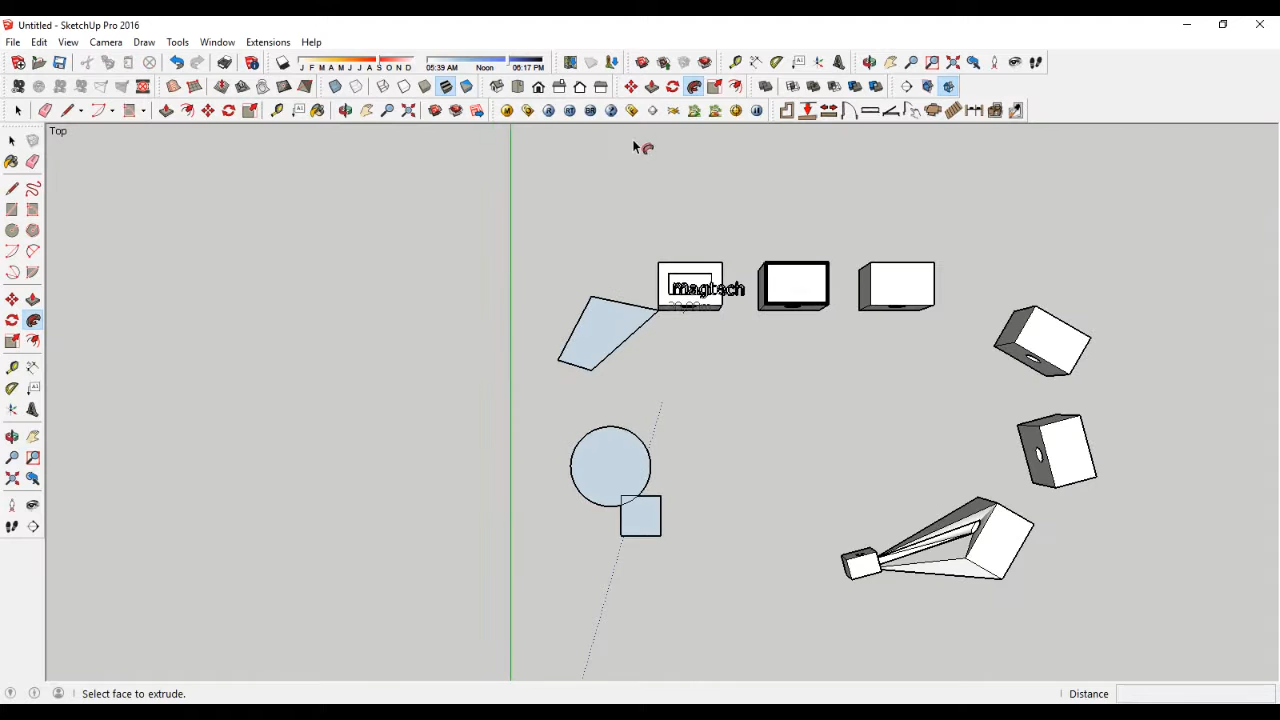 Untitled - SketchUp Pro 2016
File Edit View Camera Draw Tools Window Extensions Help
J F M A M J J A S O N D 05:39 AM Noon 06:17 PM
Top
magtech
Select face to extrude.
Distance